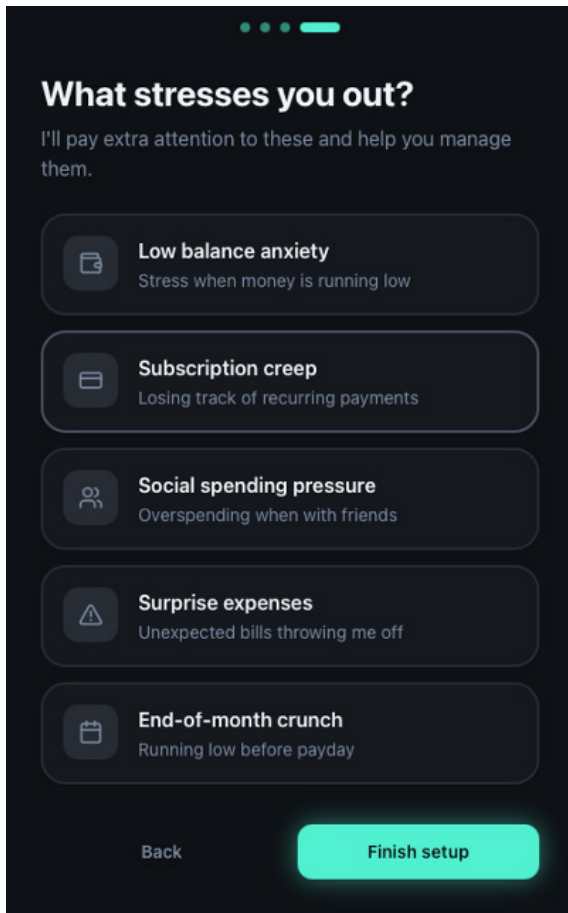 What stresses you out?
I'll pay extra attention to these and help you manage
them.
Low balance anxiety
Stress when money is running low
Subscription creep
Losing track of recurring payments
Social spending pressure
Overspending when with friends
Surprise expenses
Unexpected bills throwing me off
End-of-month crunch
Running low before payday
Back
Finish setup